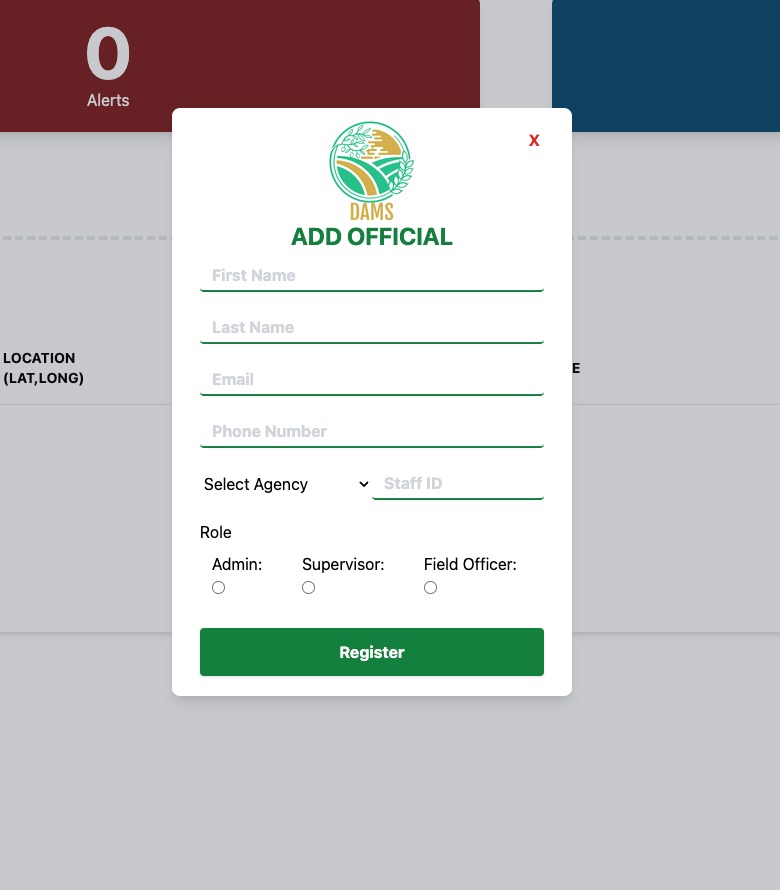 0
Alerts
X
DAMS
ADD OFFICIAL
First Name
Last Name
LOCATION
(LAT,LONG)
E
Email
Phone Number
Select Agency
Staff ID
Role
Admin:
Supervisor:
Field Officer:
Register